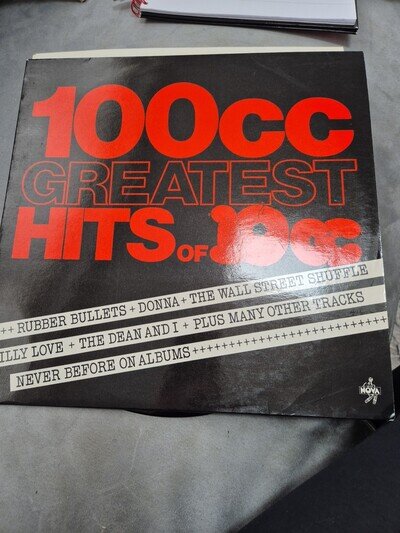 100cc
GREATEST
HITS OF 10cc
+++ RUBBER BULLETS + DONNA + THE WALL STREET SHUFFLE
ILLY LOVE + THE DEAN AND I + PLUS MANY OTHER TRACKS
NEVER BEFORE ON ALBUMS ++++++++++++++++++++++
NOVA